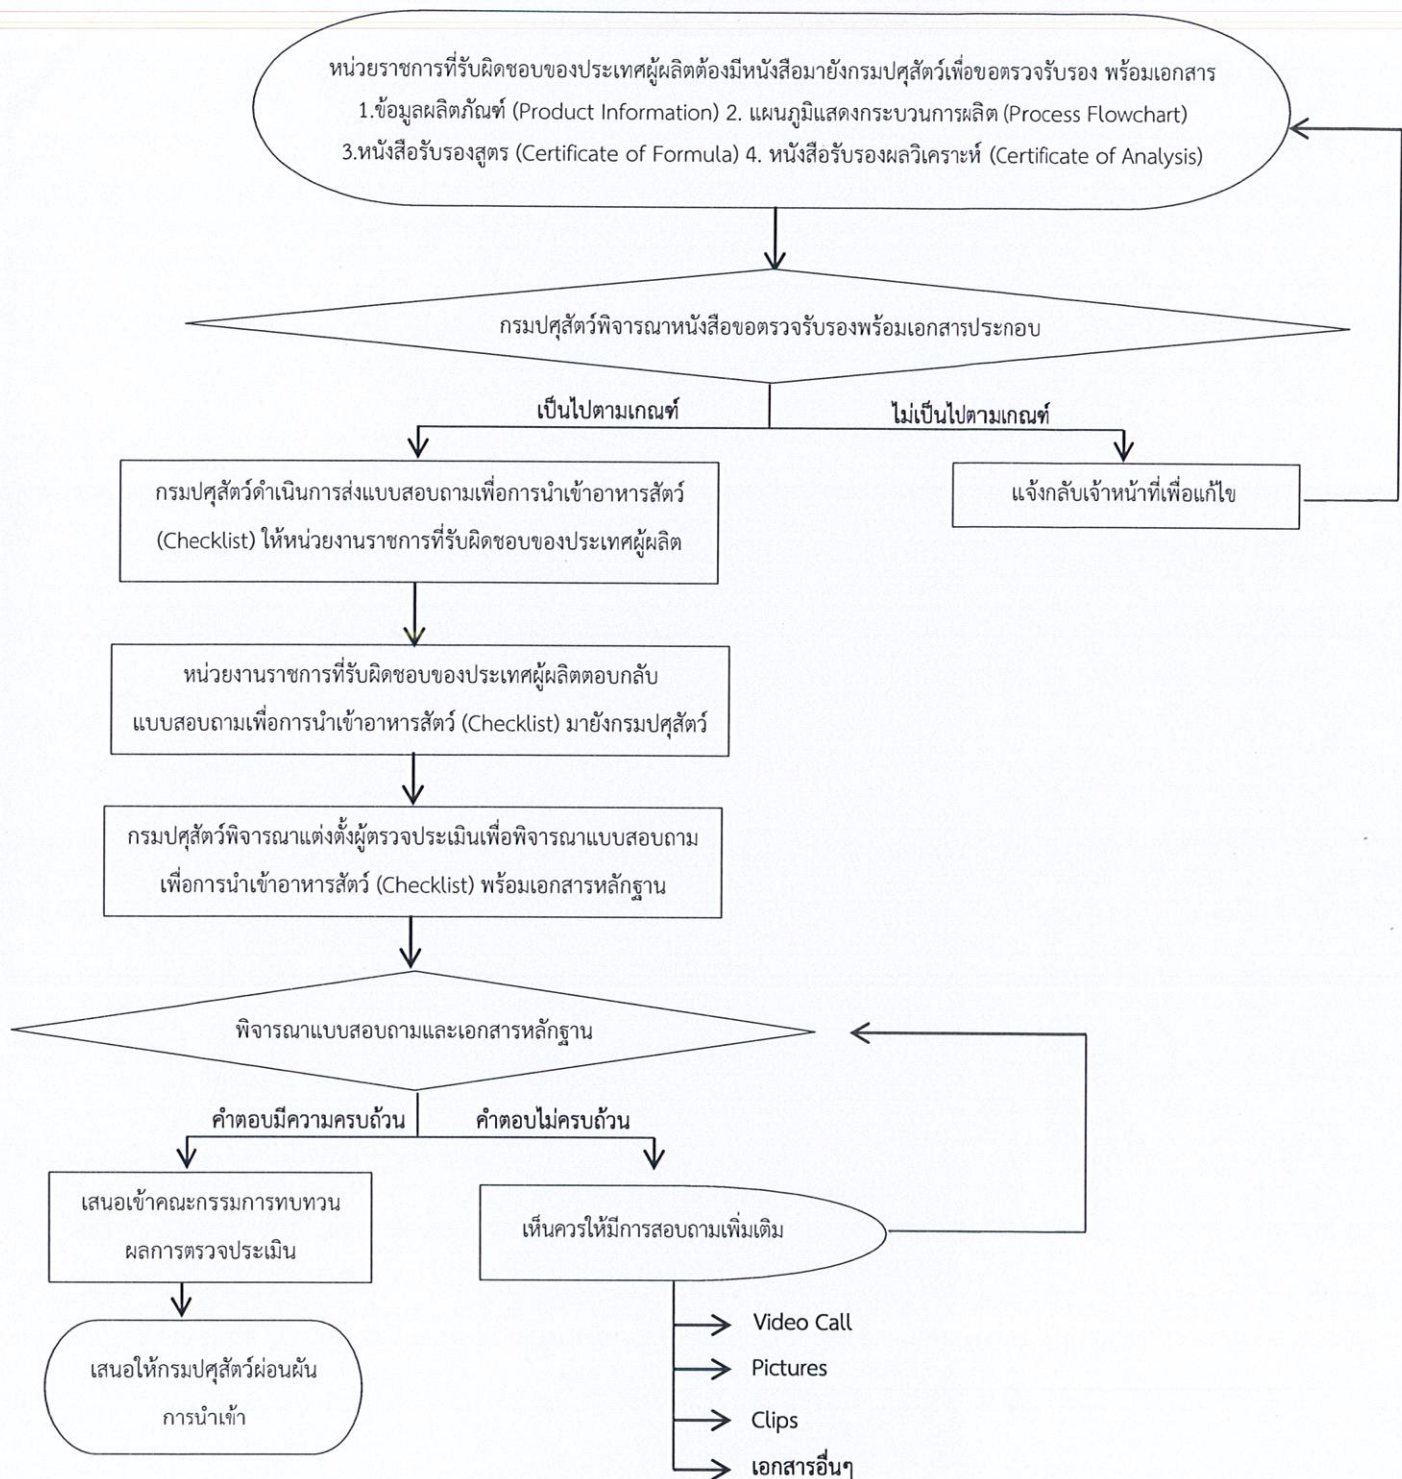 หน่วยราชการที่รับผิดชอบของประเทศผู้ผลิตต้องมีหนังสือมายังกรมปศุสัตว์เพื่อขอตรวจรับรอง พร้อมเอกสาร
1.ข้อมูลผลิตภัณฑ์ (Product Information) 2. แผนภูมิแสดงกระบวนการผลิต (Process Flowchart)
3.หนังสือรับรองสูตร (Certificate of Formula) 4. หนังสือรับรองผลวิเคราะห์ (Certificate of Analysis)
กรมปศุสัตว์พิจารณาหนังสือขอตรวจรับรองพร้อมเอกสารประกอบ
เป็นไปตามเกณฑ์
ไม่เป็นไปตามเกณฑ์
กรมปศุสัตว์ดำเนินการส่งแบบสอบถามเพื่อการนำเข้าอาหารสัตว์
(Checklist) ให้หน่วยงานราชการที่รับผิดชอบของประเทศผู้ผลิต
แจ้งกลับเจ้าหน้าที่เพื่อแก้ไข
หน่วยงานราชการที่รับผิดชอบของประเทศผู้ผลิตตอบกลับ
แบบสอบถามเพื่อการนำเข้าอาหารสัตว์ (Checklist) มายังกรมปศุสัตว์
กรมปศุสัตว์พิจารณาแต่งตั้งผู้ตรวจประเมินเพื่อพิจารณาแบบสอบถาม
เพื่อการนำเข้าอาหารสัตว์ (Checklist) พร้อมเอกสารหลักฐาน
พิจารณาแบบสอบถามและเอกสารหลักฐาน
คำตอบมีความครบถ้วน
คำตอบไม่ครบถ้วน
เสนอเข้าคณะกรรมการทบทวน
ผลการตรวจประเมิน
เห็นควรให้มีการสอบถามเพิ่มเติม
เสนอให้กรมปศุสัตว์ผ่อนผัน
การนำเข้า
Video Call
Pictures
Clips
เอกสารอื่นๆ